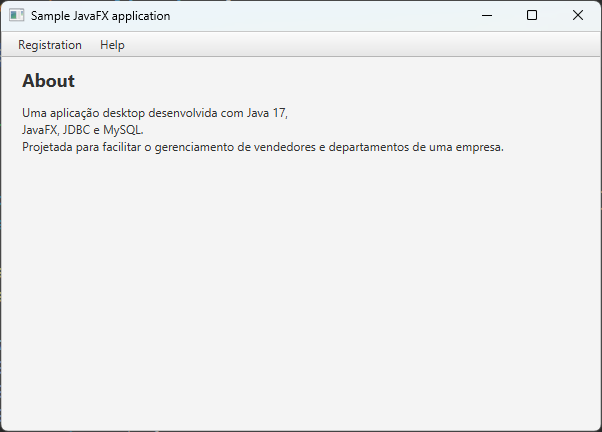 Sample JavaFX application
Registration Help
About
Uma aplicação desktop desenvolvida com Java 17,
JavaFX, JDBC e MySQL.
Projetada para facilitar o gerenciamento de vendedores e departamentos de uma empresa.